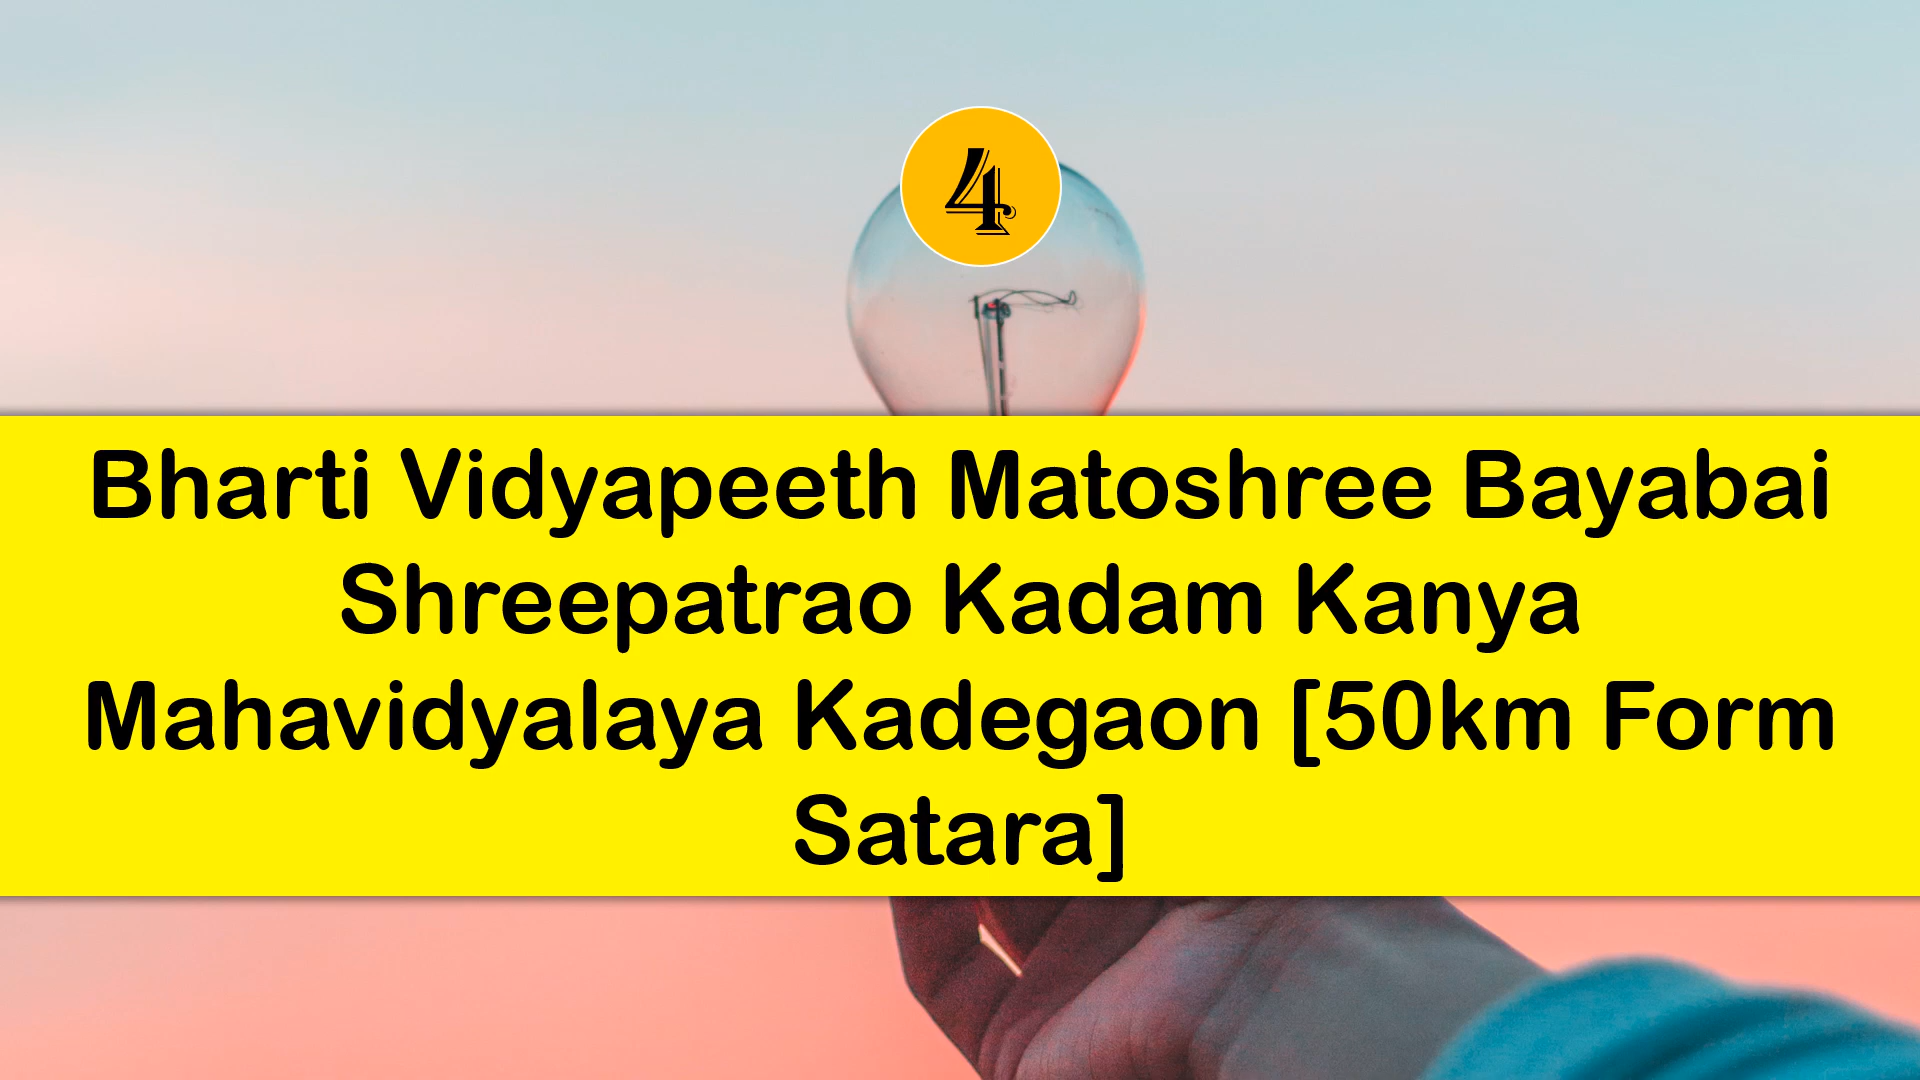 4
Bharti Vidyapeeth Matoshree Bayabai
Shreepatrao Kadam Kanya
Mahavidyalaya Kadegaon [50km Form
Satara]